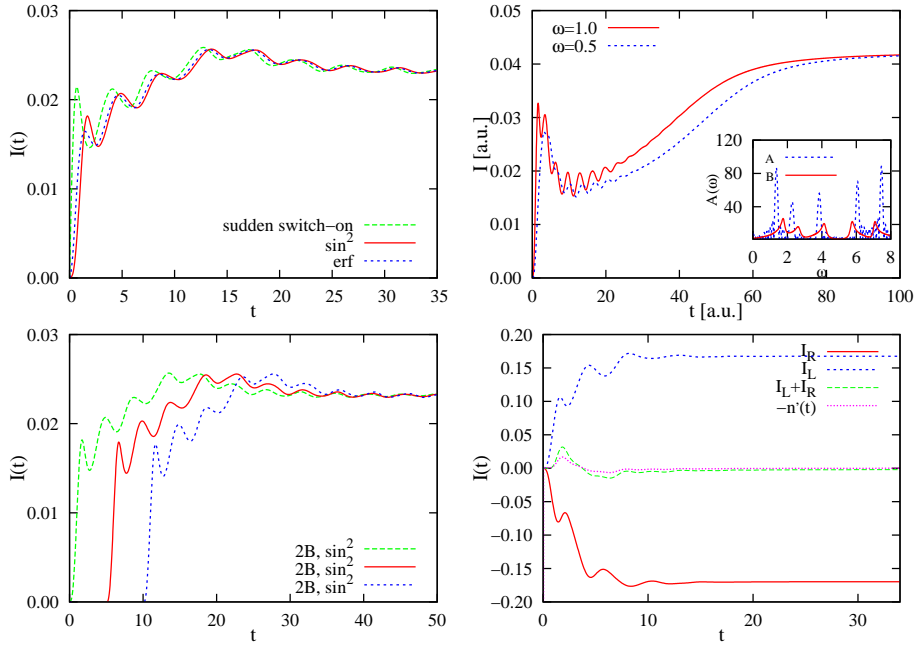 0.03
0.02
0.01
0.00
I(t)
sudden switch−on
sin²
erf
0 5 10 15 20 25 30 35
t
0.05
0.04
0.03
0.02
0.01
0.00
I [a.u.]
ω=1.0
ω=0.5
120
80
40
A(ω)
A
B
0 2 4 6 8
ω
0 20 40 60 80 100
t [a.u.]
0.03
0.02
0.01
0.00
I(t)
2B, sin²
2B, sin²
2B, sin²
0 10 20 30 40 50
t
0.20
0.15
0.10
0.05
0.00
−0.05
−0.10
−0.15
−0.20
I(t)
I_R
I_L
I_L+I_R
−n'(t)
0 10 20 30
t